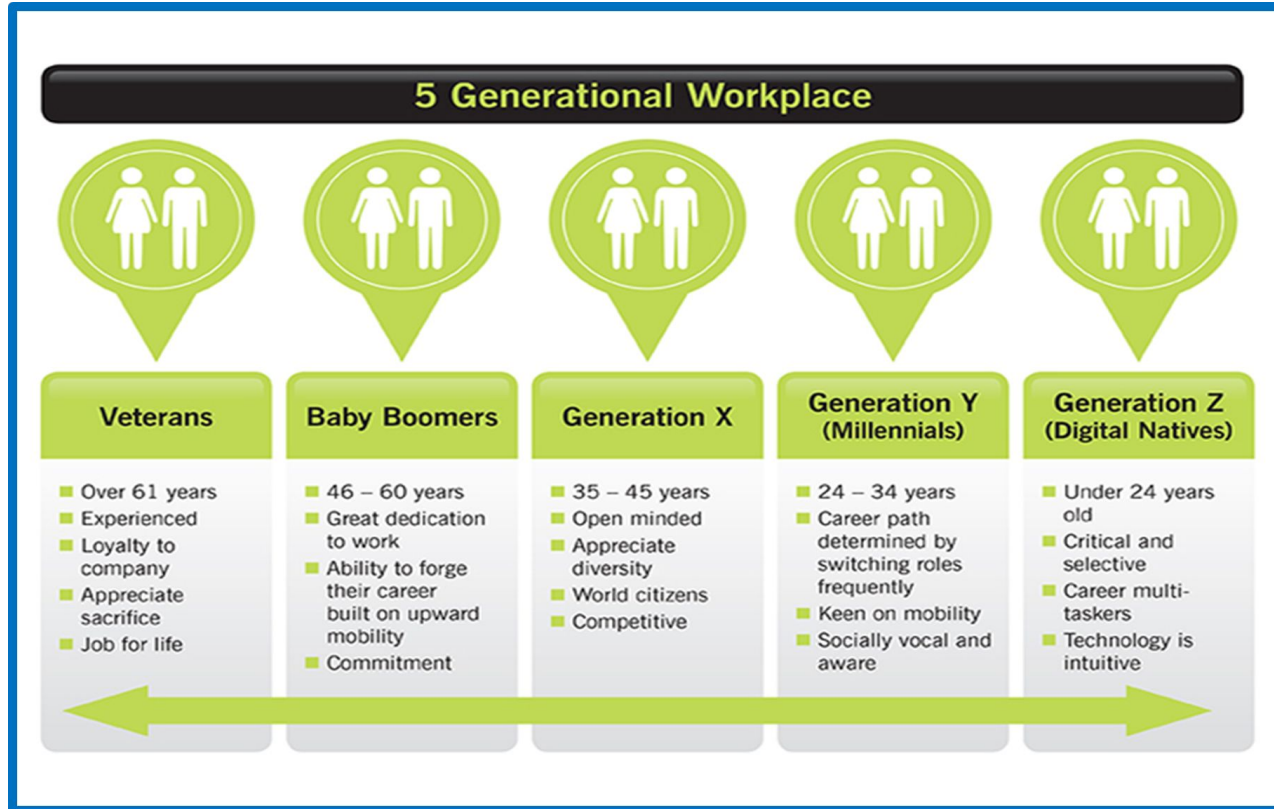 5 Generational Workplace
Veterans
Over 61 years
Experienced
Loyalty to
company
Appreciate
sacrifice
Job for life
Baby Boomers
46 – 60 years
Great dedication
to work
Ability to forge
their career
built on upward
mobility
Commitment
Generation X
35 – 45 years
Open minded
Appreciate
diversity
World citizens
Competitive
Generation Y
(Millennials)
24 – 34 years
Career path
determined by
switching roles
frequently
Keen on mobility
Socially vocal and
aware
Generation Z
(Digital Natives)
Under 24 years
old
Critical and
selective
Career multi-
taskers
Technology is
intuitive